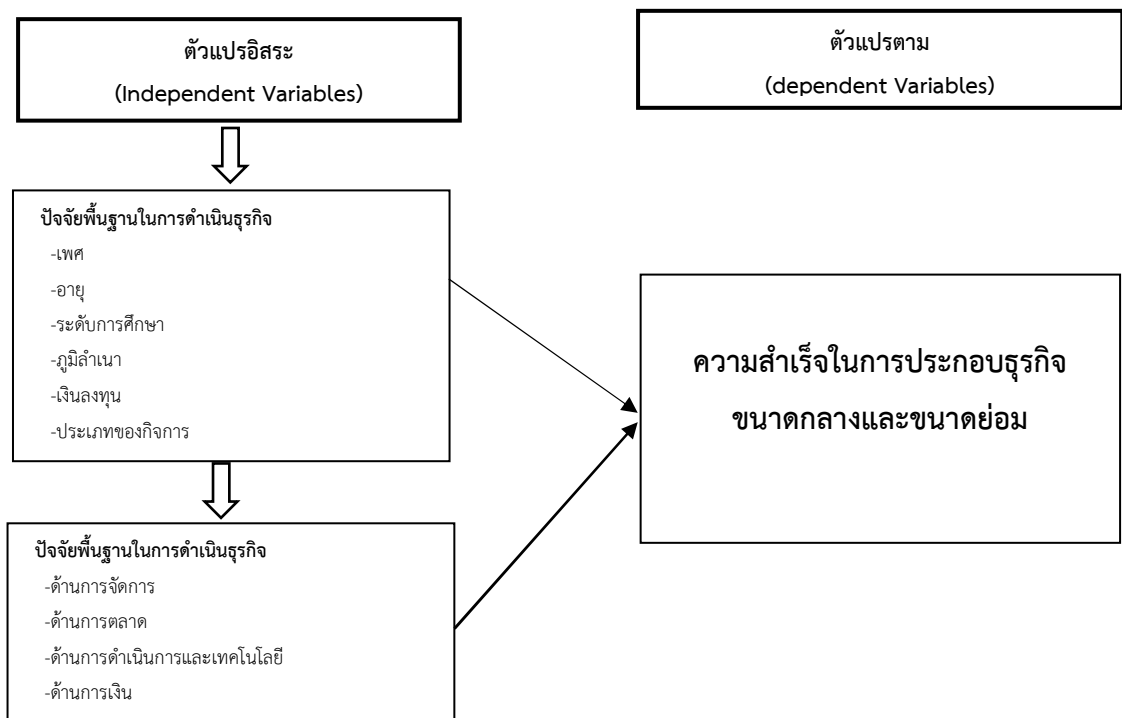 ตัวแปรอิสระ
(Independent Variables)
ตัวแปรตาม
(dependent Variables)
ปัจจัยพื้นฐานในการดำเนินธุรกิจ
-เพศ
-อายุ
-ระดับการศึกษา
-ภูมิลำเนา
-เงินลงทุน
-ประเภทของกิจการ
ความสำเร็จในการประกอบธุรกิจ
ขนาดกลางและขนาดย่อม
ปัจจัยพื้นฐานในการดำเนินธุรกิจ
-ด้านการจัดการ
-ด้านการตลาด
-ด้านการดำเนินการและเทคโนโลยี
-ด้านการเงิน